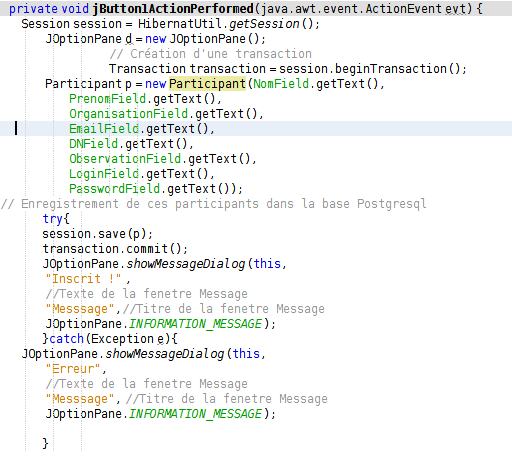 private void jButton1ActionPerformed(java.awt.event.ActionEvent evt) {
Session session = HibernatUtil.getSession();
JOptionPane d = new JOptionPane();
// Création d'une transaction
Transaction transaction = session.beginTransaction();
Participant p = new Participant(NomField.getText(),
PrenomField.getText(),
OrganisationField.getText(),
EmailField.getText(),
DNField.getText(),
ObservationField.getText(),
LoginField.getText(),
PasswordField.getText());
// Enregistrement de ces participants dans la base Postgresql
try{
session.save(p);
transaction.commit();
JOptionPane.showMessageDialog(this,
"Inscrit !" ,
//Texte de la fenetre Message
"Messsage",//Titre de la fenetre Message
JOptionPane.INFORMATION_MESSAGE);
}catch(Exception e){
JOptionPane.showMessageDialog(this,
"Erreur",
//Texte de la fenetre Message
"Messsage", //Titre de la fenetre Message
JOptionPane.INFORMATION_MESSAGE);
}